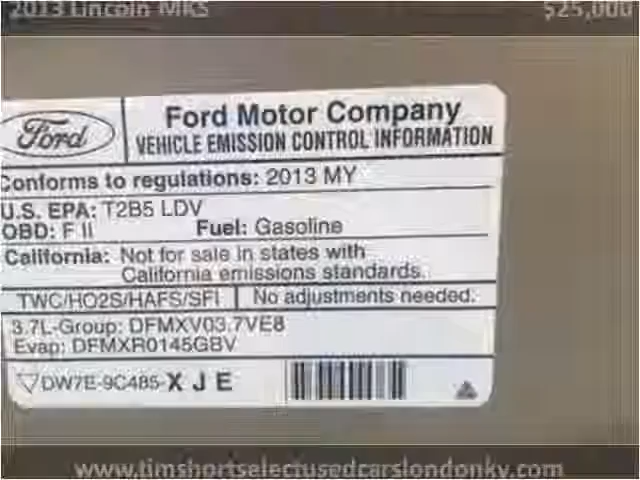 2013 Lincoln MKS $25,000
Ford Ford Motor Company
VEHICLE EMISSION CONTROL INFORMATION
Conforms to regulations: 2013 MY
U.S. EPA: T2B5 LDV
OBD: F II Fuel: Gasoline
California: Not for sale in states with
California emissions standards.
TWC/HO2S/HAFS/SFI No adjustments needed.
3.7L-Group: DFMXV03.7VE8
Evap: DFMXR0145GBV
DW7E-9C485-X J E
www.timshortselectusedcarslondonky.com